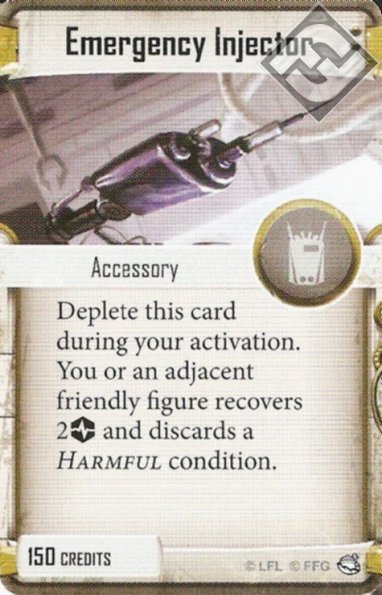 Emergency Injector
Accessory
Deplete this card
during your activation.
You or an adjacent
friendly figure recovers
2 and discards a
HARMFUL condition.
150 CREDITS
© LFL © FFG